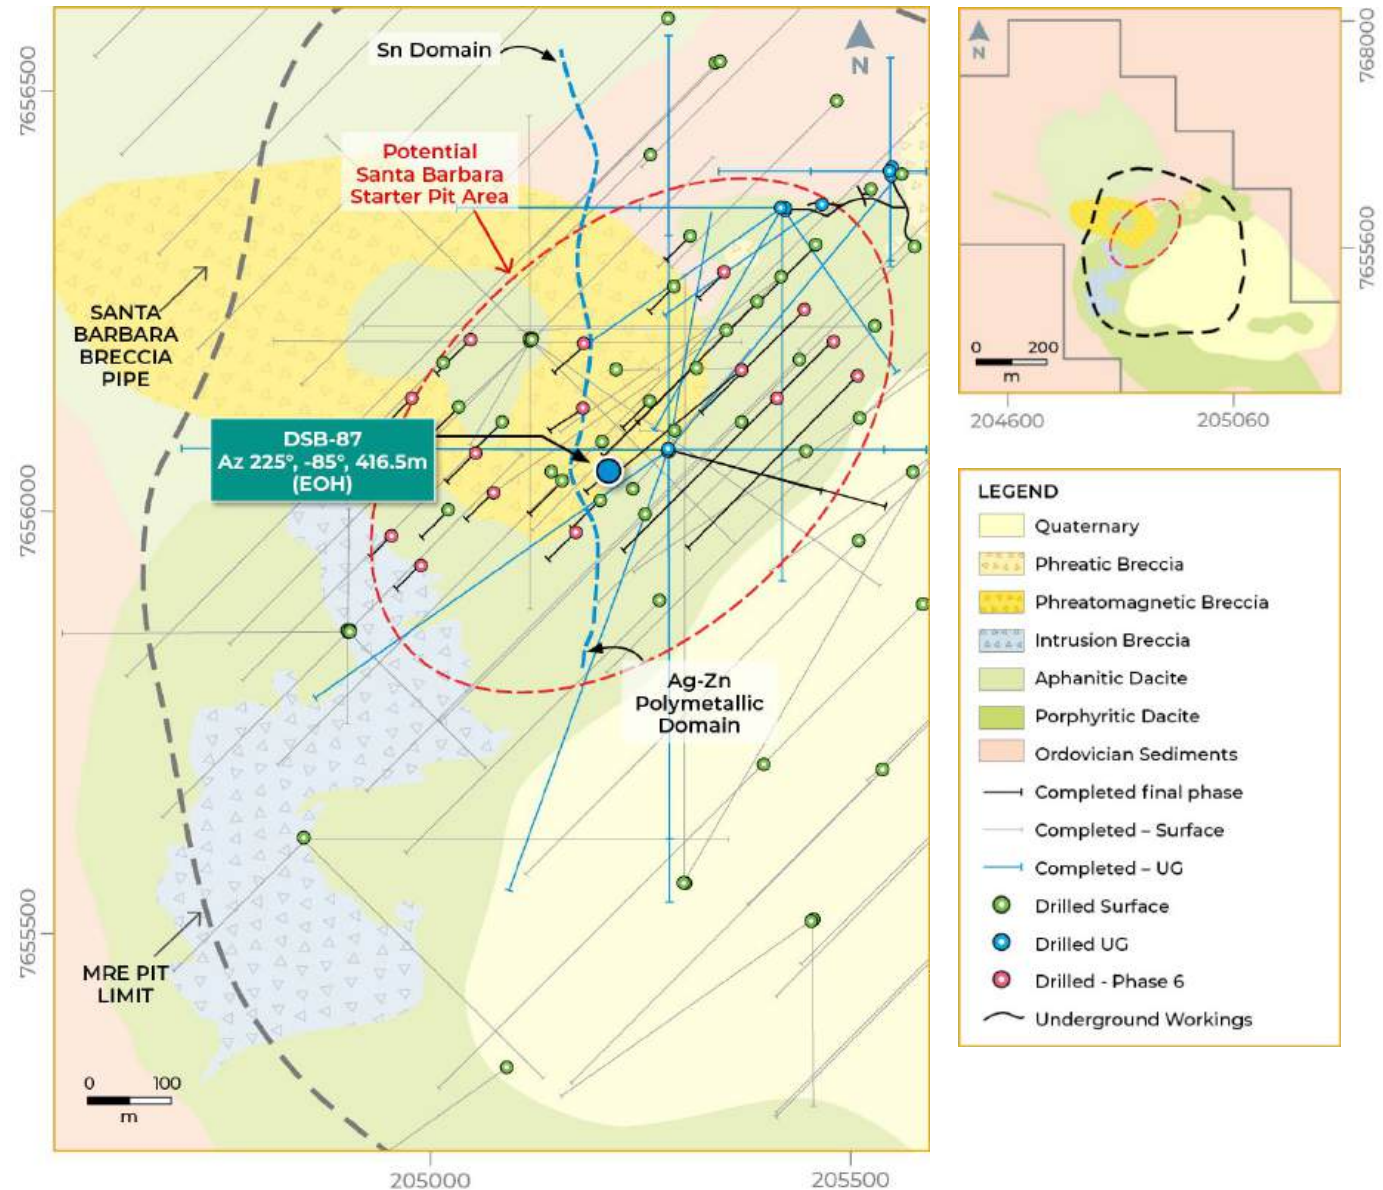 Sn Domain
N
Potential
Santa Barbara
Starter Pit Area
SANTA
BARBARA
BRECCIA
PIPE
DSB-87
Az 225°, -85°, 416.5m
(EOH)
Ag-Zn
Polymetallic
Domain
MRE PIT
LIMIT
0 100
m
7656500
7656000
7655500
205000
205500
N
0 200
m
768000
7655600
204600
205060
LEGEND
Quaternary
Phreatic Breccia
Phreatomagnetic Breccia
Intrusion Breccia
Aphanitic Dacite
Porphyritic Dacite
Ordovician Sediments
Completed final phase
Completed – Surface
Completed – UG
Drilled Surface
Drilled UG
Drilled - Phase 6
Underground Workings